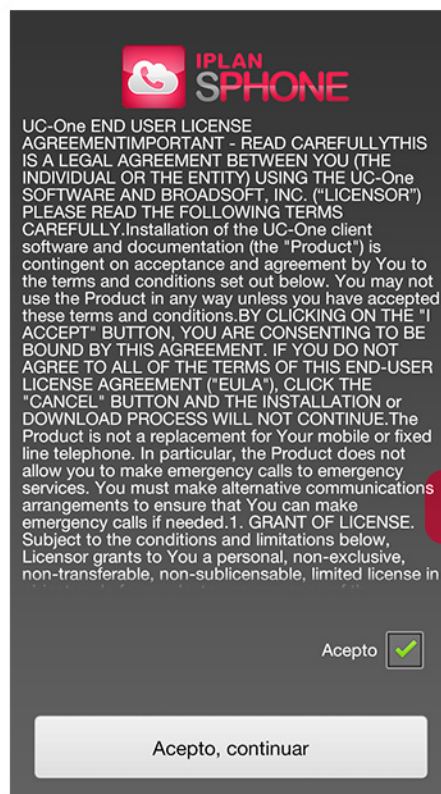 IPLAN
SPHONE
UC-One END USER LICENSE
AGREEMENTIMPORTANT - READ CAREFULLYTHIS
IS A LEGAL AGREEMENT BETWEEN YOU (THE
INDIVIDUAL OR THE ENTITY) USING THE UC-One
SOFTWARE AND BROADSOFT, INC. (“LICENSOR”)
PLEASE READ THE FOLLOWING TERMS
CAREFULLY.Installation of the UC-One client
software and documentation (the "Product") is
contingent on acceptance and agreement by You to
the terms and conditions set out below. You may not
use the Product in any way unless you have accepted
these terms and conditions.BY CLICKING ON THE "I
ACCEPT" BUTTON, YOU ARE CONSENTING TO BE
BOUND BY THIS AGREEMENT. IF YOU DO NOT
AGREE TO ALL OF THE TERMS OF THIS END-USER
LICENSE AGREEMENT ("EULA"), CLICK THE
"CANCEL" BUTTON AND THE INSTALLATION or
DOWNLOAD PROCESS WILL NOT CONTINUE.The
Product is not a replacement for Your mobile or fixed
line telephone. In particular, the Product does not
allow you to make emergency calls to emergency
services. You must make alternative communications
arrangements to ensure that You can make
emergency calls if needed.1. GRANT OF LICENSE.
Subject to the conditions and limitations below,
Licensor grants to You a personal, non-exclusive,
non-transferable, non-sublicensable, limited license in
Acepto
Acepto, continuar